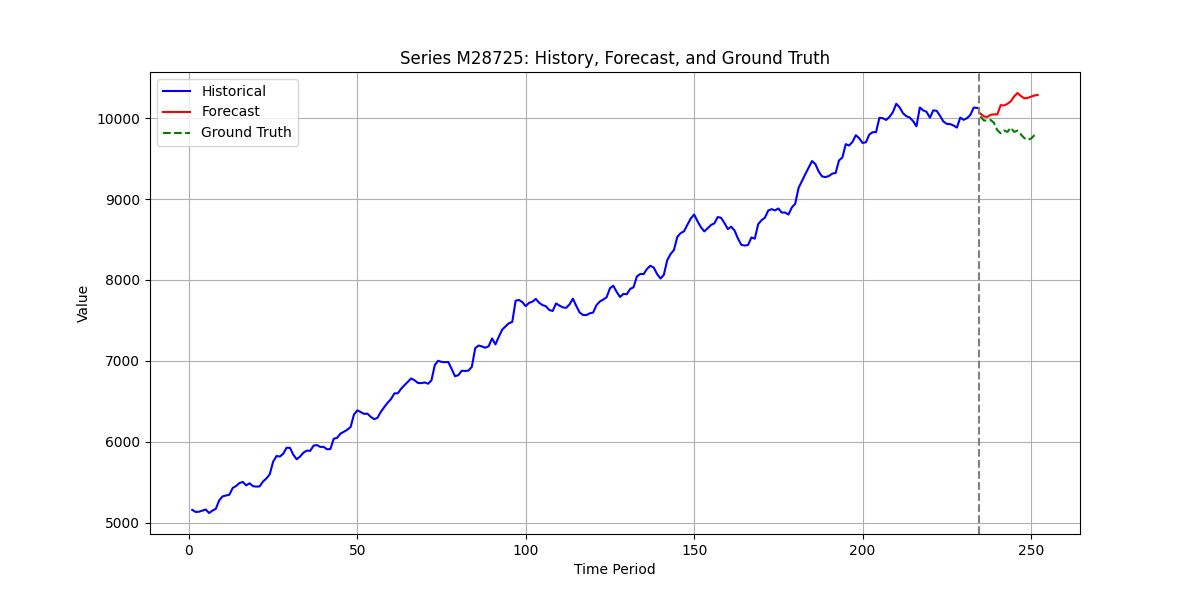 Series M28725: History, Forecast, and Ground Truth
Historical
Forecast
Ground Truth
10000
9000
8000
7000
6000
5000
Value
0 50 100 150 200 250
Time Period